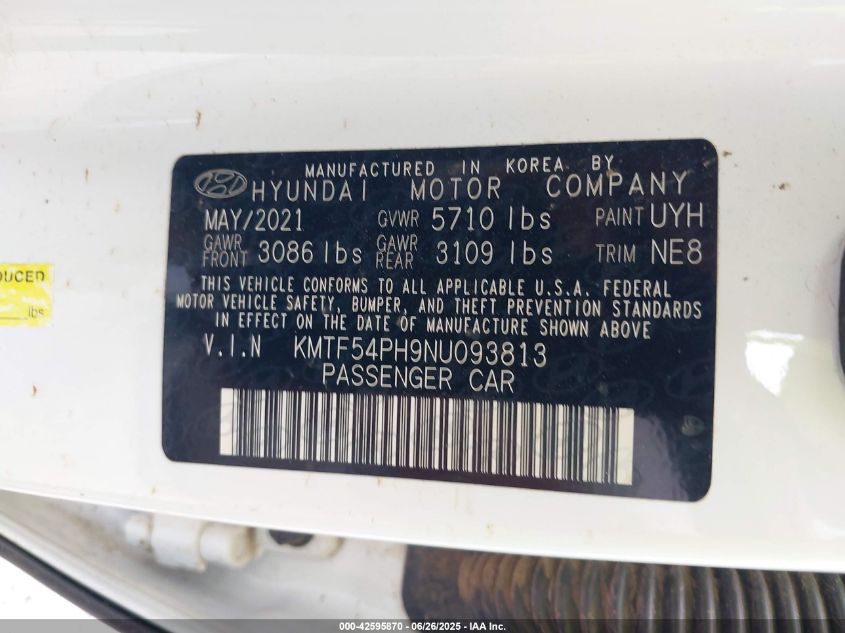 MANUFACTURED IN KOREA BY
HYUNDAI MOTOR COMPANY
MAY/2021 GVWR 5710 lbs PAINT UYH
GAWR FRONT 3086 lbs GAWR REAR 3109 lbs TRIM NE8
THIS VEHICLE CONFORMS TO ALL APPLICABLE U.S.A. FEDERAL
MOTOR VEHICLE SAFETY, BUMPER, AND THEFT PREVENTION STANDARDS
IN EFFECT ON THE DATE OF MANUFACTURE SHOWN ABOVE
V.I.N KMTF54PH9NU093813
PASSENGER CAR
lbs
000-42595870 - 06/26/2025 - IAA Inc.